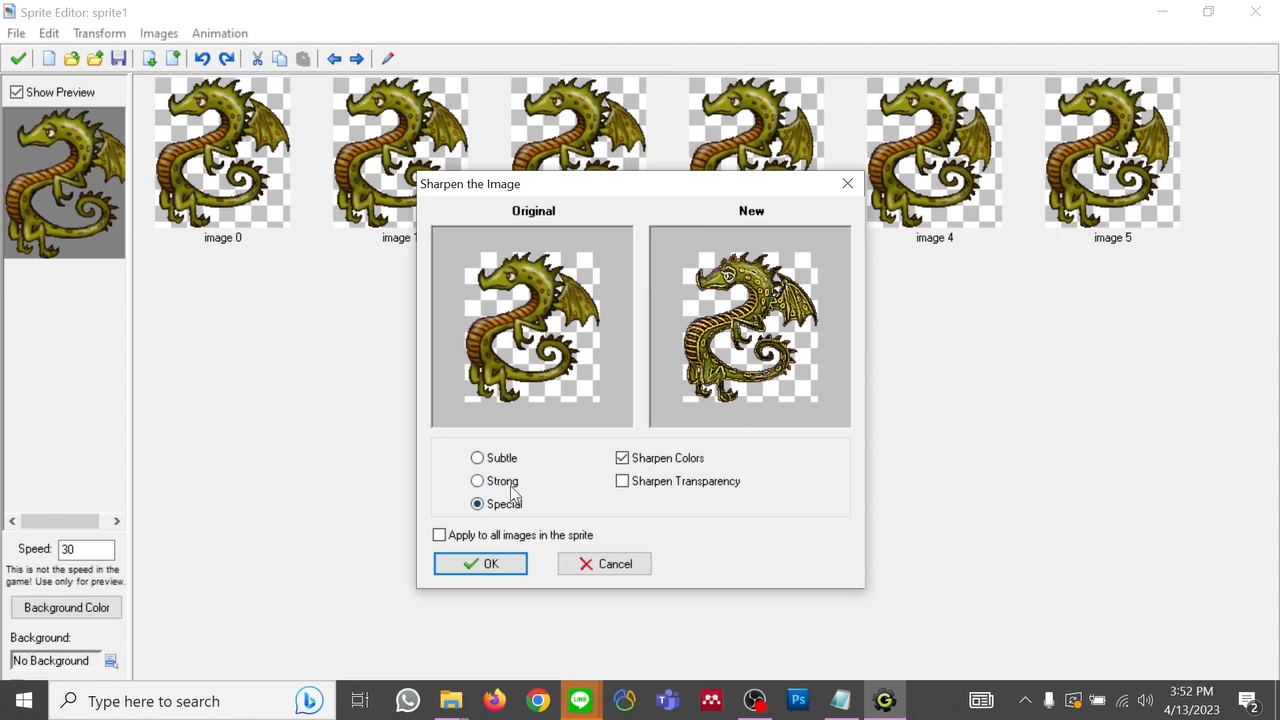 Sprite Editor: sprite1
File Edit Transform Images Animation
Show Preview
image 0
image 1
image 4
image 5
Sharpen the Image
Original New
Subtle Sharpen Colors
Strong Sharpen Transparency
Special
Apply to all images in the sprite
OK Cancel
Speed: 30
This is not the speed in the
game! Use only for preview.
Background Color
Background:
No Background
Type here to search
LINE
Ps
3:52 PM
4/13/2023
2